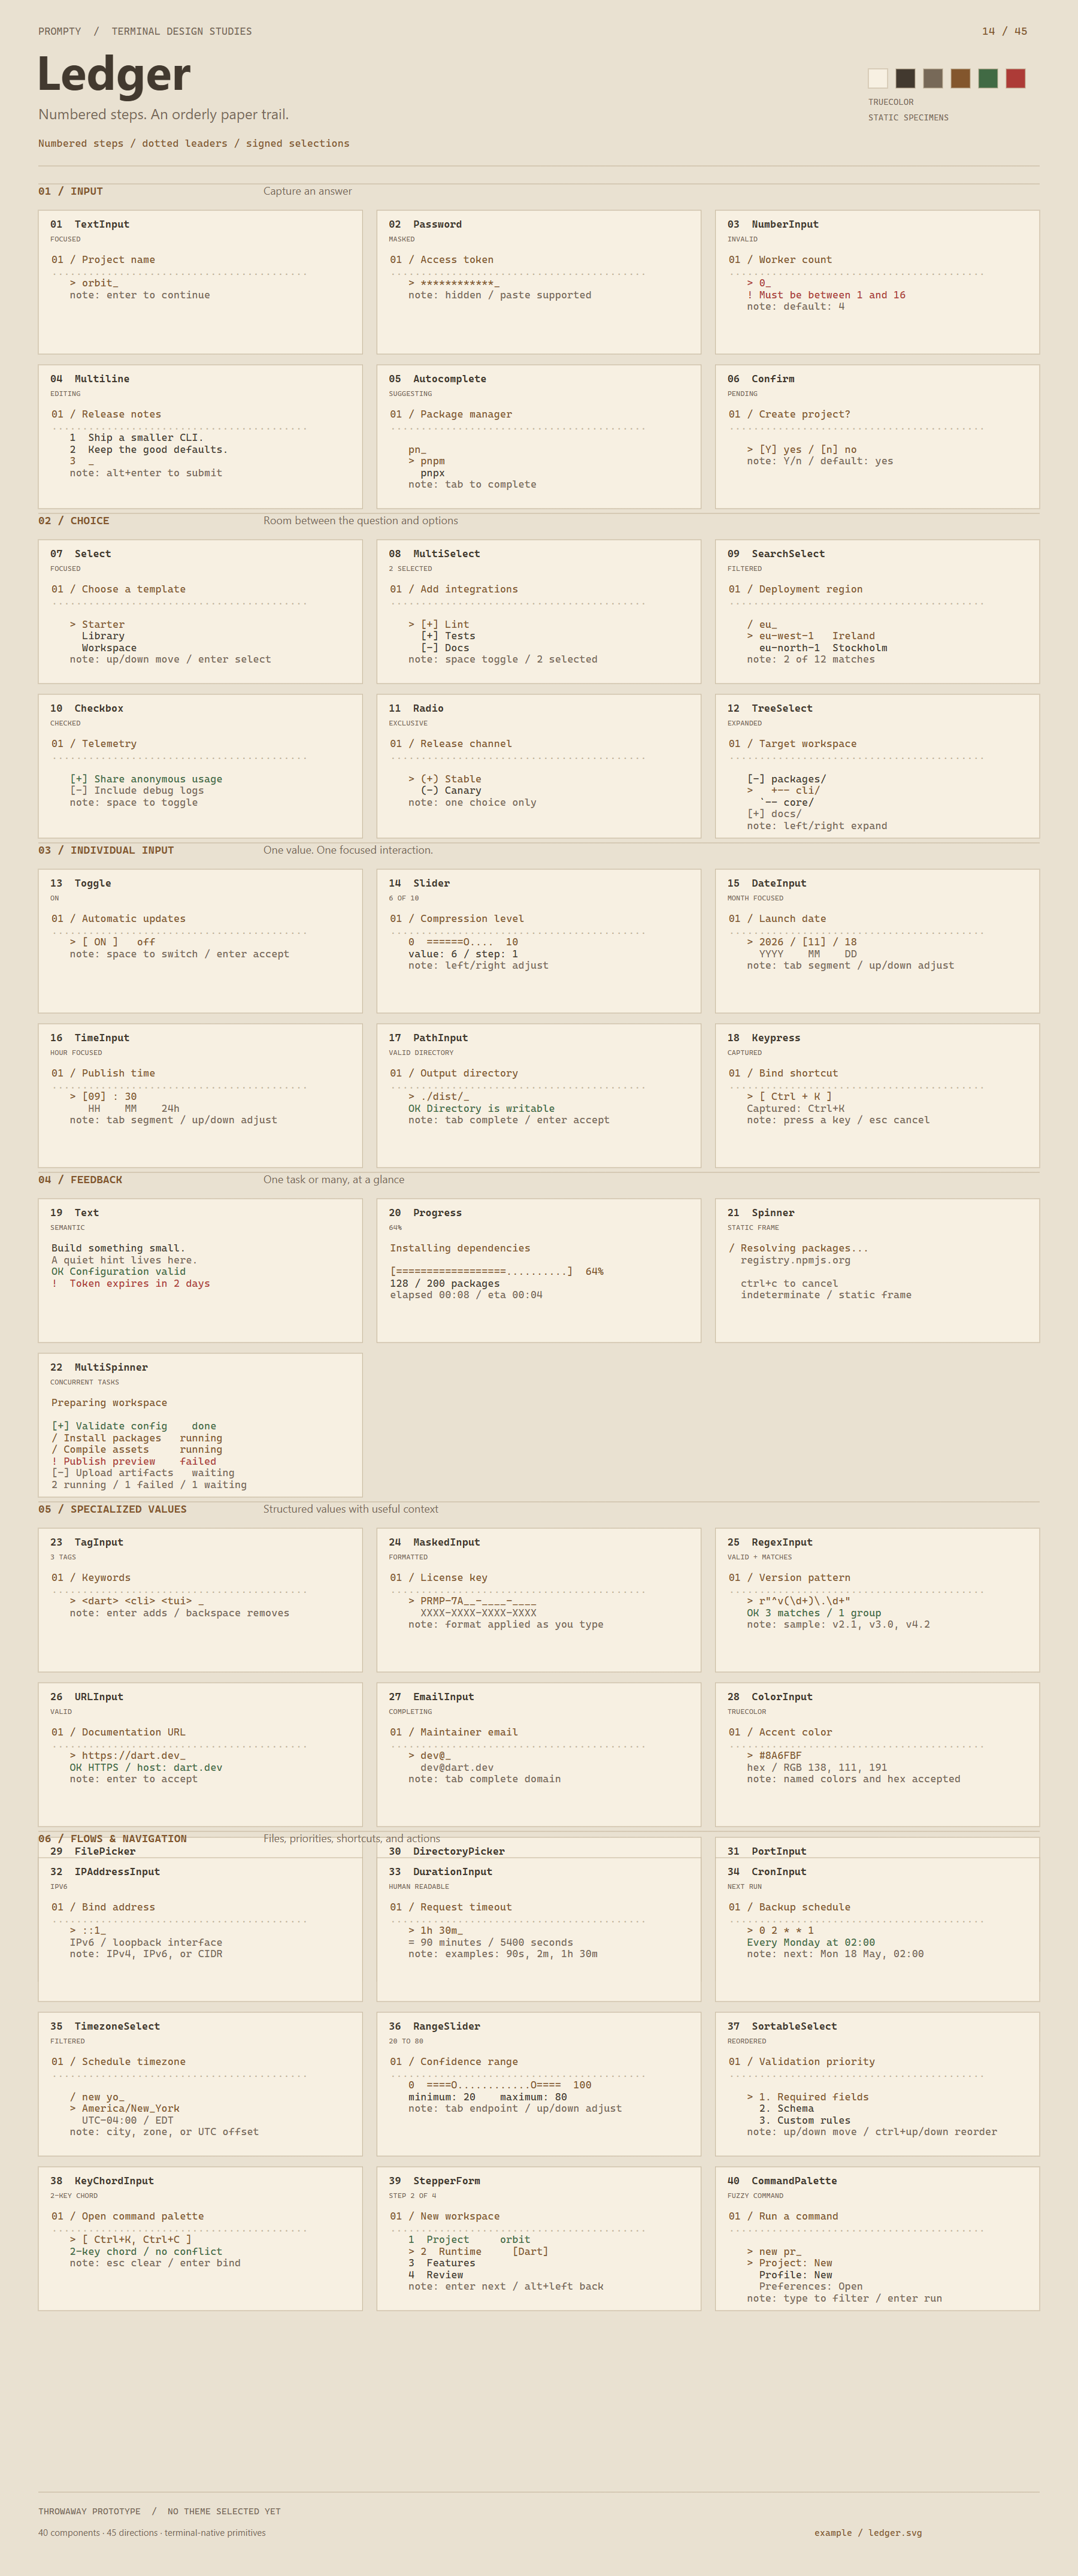 PROMPTY / TERMINAL DESIGN STUDIES
14 / 45
Ledger
Numbered steps. An orderly paper trail.
TRUECOLOR
STATIC SPECIMENS
Numbered steps / dotted leaders / signed selections
01 / INPUT
Capture an answer
01 TextInput
FOCUSED
01 / Project name
..........................................
> orbit_
note: enter to continue
02 Password
MASKED
01 / Access token
..........................................
> ************_
note: hidden / paste supported
03 NumberInput
INVALID
01 / Worker count
..........................................
> 0_
! Must be between 1 and 16
note: default: 4
04 Multiline
EDITING
01 / Release notes
..........................................
1 Ship a smaller CLI.
2 Keep the good defaults.
3 _
note: alt+enter to submit
05 Autocomplete
SUGGESTING
01 / Package manager
..........................................
pn_
> pnpm
pnpx
note: tab to complete
06 Confirm
PENDING
01 / Create project?
..........................................
> [Y] yes / [n] no
note: Y/n / default: yes
02 / CHOICE
Room between the question and options
07 Select
FOCUSED
01 / Choose a template
..........................................
> Starter
Library
Workspace
note: up/down move / enter select
08 MultiSelect
2 SELECTED
01 / Add integrations
..........................................
> [+] Lint
[+] Tests
[-] Docs
note: space toggle / 2 selected
09 SearchSelect
FILTERED
01 / Deployment region
..........................................
/ eu_
> eu-west-1 Ireland
eu-north-1 Stockholm
note: 2 of 12 matches
10 Checkbox
CHECKED
01 / Telemetry
..........................................
[+] Share anonymous usage
[-] Include debug logs
note: space to toggle
11 Radio
EXCLUSIVE
01 / Release channel
..........................................
> (+) Stable
(-) Canary
note: one choice only
12 TreeSelect
EXPANDED
01 / Target workspace
..........................................
[-] packages/
> +-- cli/
`-- core/
[+] docs/
note: left/right expand
03 / INDIVIDUAL INPUT
One value. One focused interaction.
13 Toggle
ON
01 / Automatic updates
..........................................
> [ ON ] off
note: space to switch / enter accept
14 Slider
6 OF 10
01 / Compression level
..........................................
0 ======O.... 10
value: 6 / step: 1
note: left/right adjust
15 DateInput
MONTH FOCUSED
01 / Launch date
..........................................
> 2026 / [11] / 18
YYYY MM DD
note: tab segment / up/down adjust
16 TimeInput
HOUR FOCUSED
01 / Publish time
..........................................
> [09] : 30
HH MM 24h
note: tab segment / up/down adjust
17 PathInput
VALID DIRECTORY
01 / Output directory
..........................................
> ./dist/_
OK Directory is writable
note: tab complete / enter accept
18 Keypress
CAPTURED
01 / Bind shortcut
..........................................
> [ Ctrl + K ]
Captured: Ctrl+K
note: press a key / esc cancel
04 / FEEDBACK
One task or many, at a glance
19 Text
SEMANTIC
Build something small.
A quiet hint lives here.
OK Configuration valid
! Token expires in 2 days
20 Progress
64%
Installing dependencies
[==================..........] 64%
128 / 200 packages
elapsed 00:08 / eta 00:04
21 Spinner
STATIC FRAME
/ Resolving packages...
registry.npmjs.org
ctrl+c to cancel
indeterminate / static frame
22 MultiSpinner
CONCURRENT TASKS
Preparing workspace
[+] Validate config done
/ Install packages running
/ Compile assets running
! Publish preview failed
[-] Upload artifacts waiting
2 running / 1 failed / 1 waiting
05 / SPECIALIZED VALUES
Structured values with useful context
23 TagInput
3 TAGS
01 / Keywords
..........................................
> <dart> <cli> <tui> _
note: enter adds / backspace removes
24 MaskedInput
FORMATTED
01 / License key
..........................................
> PRMP-7A__-____-____
XXXX-XXXX-XXXX-XXXX
note: format applied as you type
25 RegexInput
VALID + MATCHES
01 / Version pattern
..........................................
> r"^v(\d+)\.\d+"
OK 3 matches / 1 group
note: sample: v2.1, v3.0, v4.2
26 URLInput
VALID
01 / Documentation URL
..........................................
> https://dart.dev_
OK HTTPS / host: dart.dev
note: enter to accept
27 EmailInput
COMPLETING
01 / Maintainer email
..........................................
> dev@_
dev@dart.dev
note: tab complete domain
28 ColorInput
TRUECOLOR
01 / Accent color
..........................................
> #8A6FBF
hex / RGB 138, 111, 191
note: named colors and hex accepted
06 / FLOWS & NAVIGATION
Files, priorities, shortcuts, and actions
29 FilePicker
30 DirectoryPicker
31 PortInput
32 IPAddressInput
IPV6
01 / Bind address
..........................................
> ::1_
IPv6 / loopback interface
note: IPv4, IPv6, or CIDR
33 DurationInput
HUMAN READABLE
01 / Request timeout
..........................................
> 1h 30m_
= 90 minutes / 5400 seconds
note: examples: 90s, 2m, 1h 30m
34 CronInput
NEXT RUN
01 / Backup schedule
..........................................
> 0 2 * * 1
Every Monday at 02:00
note: next: Mon 18 May, 02:00
35 TimezoneSelect
FILTERED
01 / Schedule timezone
..........................................
/ new yo_
> America/New_York
UTC-04:00 / EDT
note: city, zone, or UTC offset
36 RangeSlider
20 TO 80
01 / Confidence range
..........................................
0 ====O............O==== 100
minimum: 20 maximum: 80
note: tab endpoint / up/down adjust
37 SortableSelect
REORDERED
01 / Validation priority
..........................................
> 1. Required fields
2. Schema
3. Custom rules
note: up/down move / ctrl+up/down reorder
38 KeyChordInput
2-KEY CHORD
01 / Open command palette
..........................................
> [ Ctrl+K, Ctrl+C ]
2-key chord / no conflict
note: esc clear / enter bind
39 StepperForm
STEP 2 OF 4
01 / New workspace
..........................................
1 Project orbit
> 2 Runtime [Dart]
3 Features
4 Review
note: enter next / alt+left back
40 CommandPalette
FUZZY COMMAND
01 / Run a command
..........................................
> new pr_
> Project: New
Profile: New
Preferences: Open
note: type to filter / enter run
THROWAWAY PROTOTYPE / NO THEME SELECTED YET
40 components · 45 directions · terminal-native primitives
example / ledger.svg